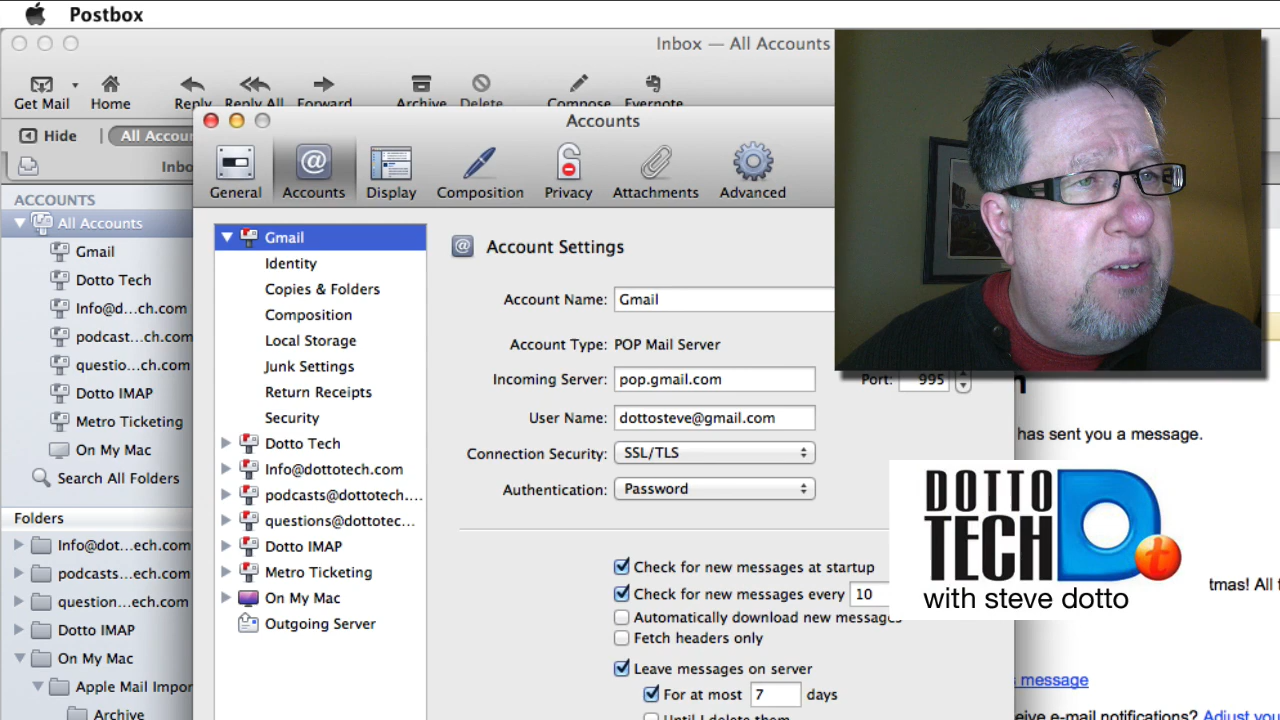 Postbox
Inbox — All Accounts
Get Mail
Home
Reply
Reply All
Forward
Archive
Delete
Compose
Evernote
Hide
All Accou
Inbo
Accounts
General
Accounts
Display
Composition
Privacy
Attachments
Advanced
ACCOUNTS
All Accounts
Gmail
Dotto Tech
Info@d...ch.com
podcast...ch.com
questio...ch.com
Dotto IMAP
Metro Ticketing
On My Mac
Search All Folders
Folders
Info@dot...ech.com
podcasts...ech.com
question...ech.com
Dotto IMAP
On My Mac
Apple Mail Impor
Archive
Gmail
Identity
Copies & Folders
Composition
Local Storage
Junk Settings
Return Receipts
Security
Dotto Tech
Info@dottotech.com
podcasts@dottotech....
questions@dottotec...
Dotto IMAP
Metro Ticketing
On My Mac
Outgoing Server
Account Settings
Account Name: Gmail
Account Type: POP Mail Server
Incoming Server: pop.gmail.com
Port: 995
User Name: dottosteve@gmail.com
Connection Security: SSL/TLS
Authentication: Password
Check for new messages at startup
Check for new messages every 10
Automatically download new messages
Fetch headers only
Leave messages on server
For at most 7 days
Until I delete them
has sent you a message.
DOTTO
TECH
D
t
with steve dotto
tmas! All t
message
eive e-mail notifications? Adjust you